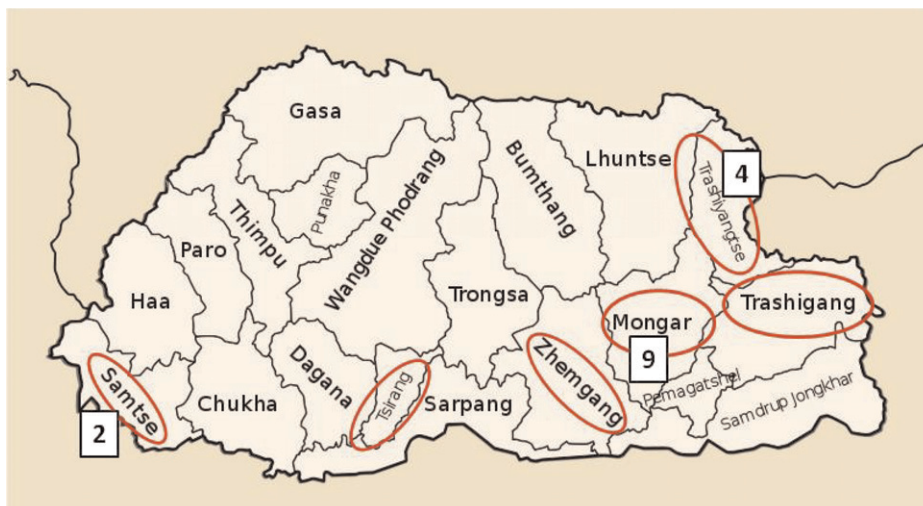 Gasa
Punakha
Thimpu
Wangdue Phodrang
Bumthang
Lhuntse
Trashiyangtse
4
Paro
Haa
Trongsa
Mongar
9
Trashigang
Samtse
2
Chukha
Dagana
Tsirang
Sarpang
Zhemgang
Pemagatshel
Samdrup Jongkhar